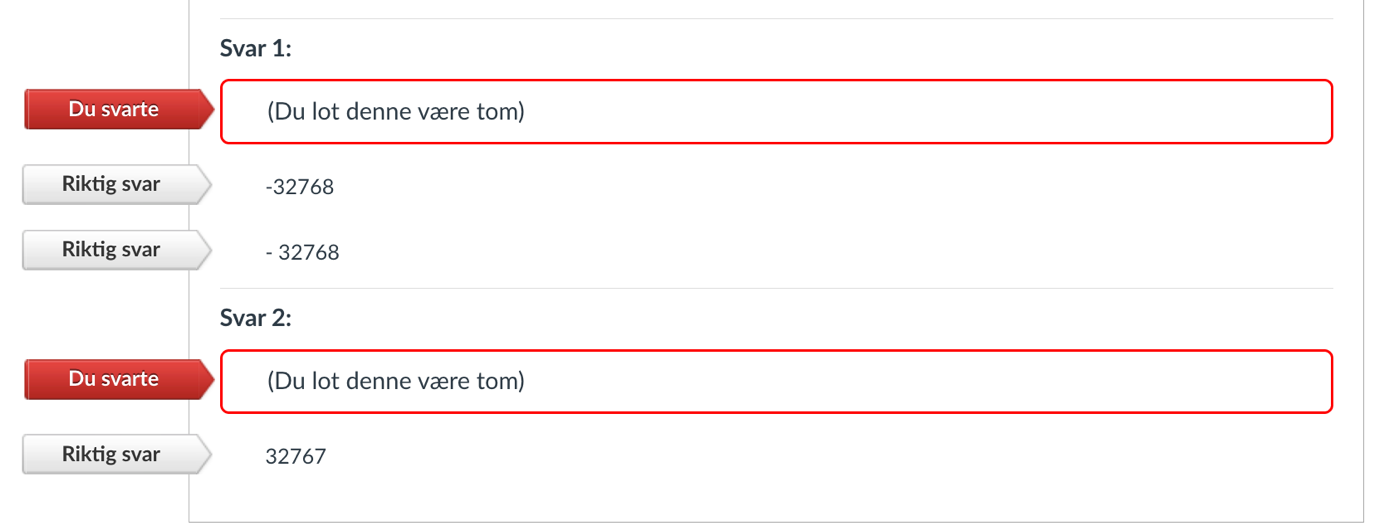 Svar 1:
Du svarte
(Du lot denne være tom)
Riktig svar
-32768
Riktig svar
- 32768
Svar 2:
Du svarte
(Du lot denne være tom)
Riktig svar
32767